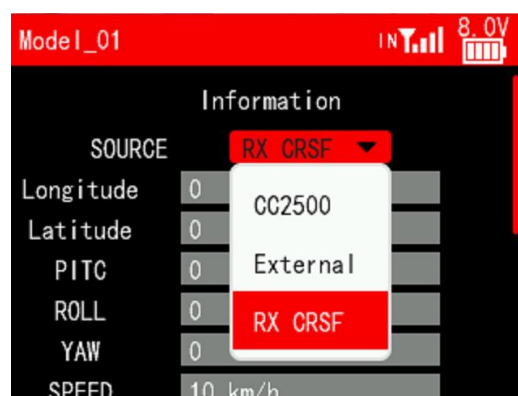 Model_01 IN 8.0V
Information
SOURCE RX CRSF
Longitude 0
CC2500
Latitude 0
PITC 0 External
ROLL 0
RX CRSF
YAW 0
SPEED 10 km/h